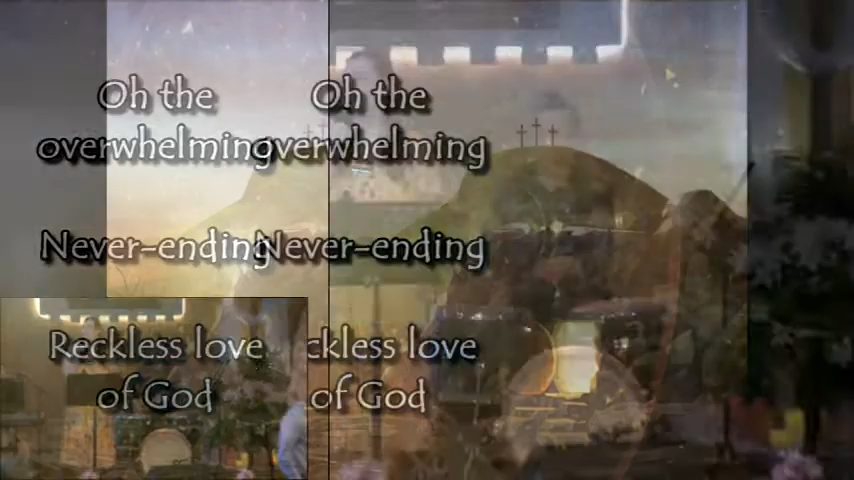 Oh the Oh the
overwhelming overwhelming
Never-ending Never-ending
Reckless love ckless love
of God of God